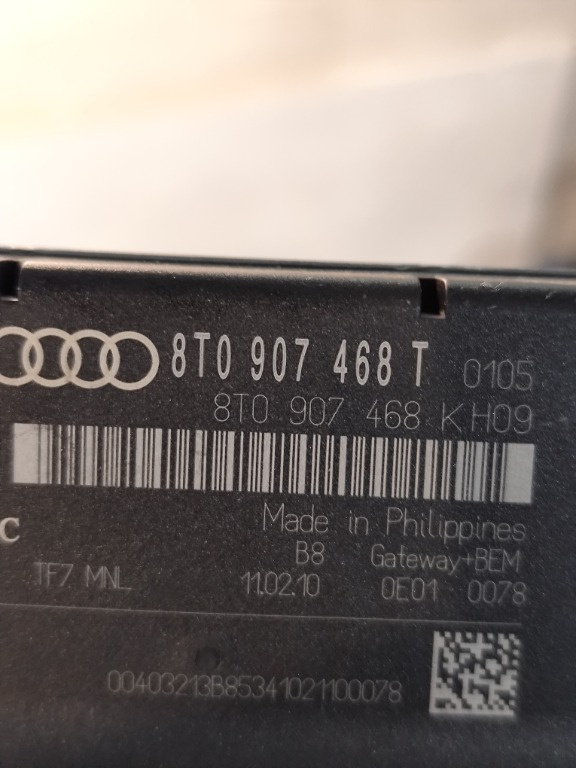 8T0 907 468 T 0105
8T0 907 468 K H09
C
Made in Philippines
B8 Gateway+BEM
TF7 MNL 11.02.10 0E01 0078
00403213B85341021100078